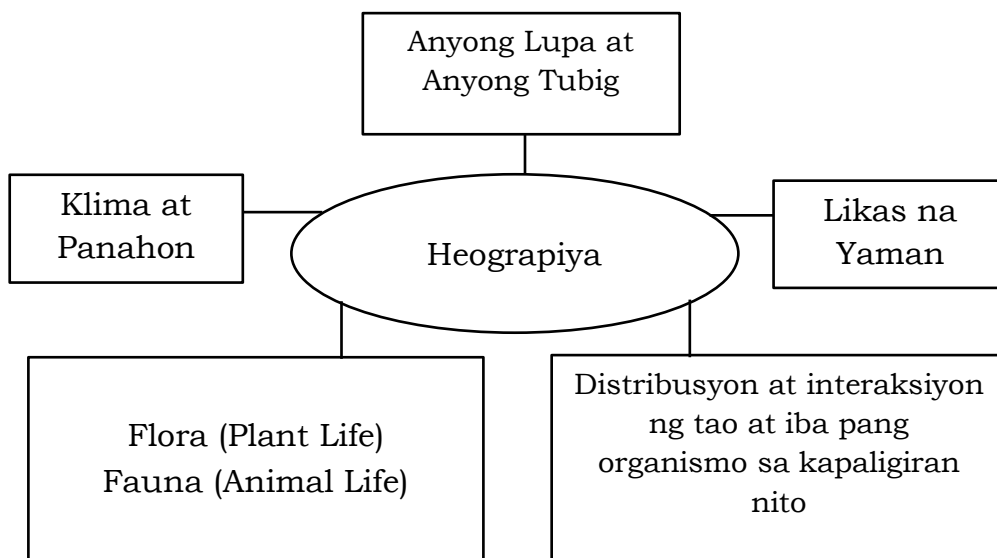 Anyong Lupa at
Anyong Tubig
Klima at
Panahon
Heograpiya
Likas na
Yaman
Flora (Plant Life)
Fauna (Animal Life)
Distribusyon at interaksiyon
ng tao at iba pang
organismo sa kapaligiran
nito